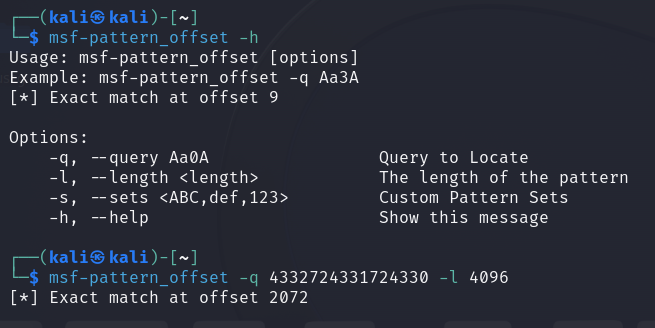 ┌──(kali㉿kali)-[~]
└─$ msf-pattern_offset -h
Usage: msf-pattern_offset [options]
Example: msf-pattern_offset -q Aa3A
[*] Exact match at offset 9

Options:
    -q, --query Aa0A                 Query to Locate
    -l, --length <length>            The length of the pattern
    -s, --sets <ABC,def,123>         Custom Pattern Sets
    -h, --help                       Show this message

┌──(kali㉿kali)-[~]
└─$ msf-pattern_offset -q 4332724331724330 -l 4096
[*] Exact match at offset 2072